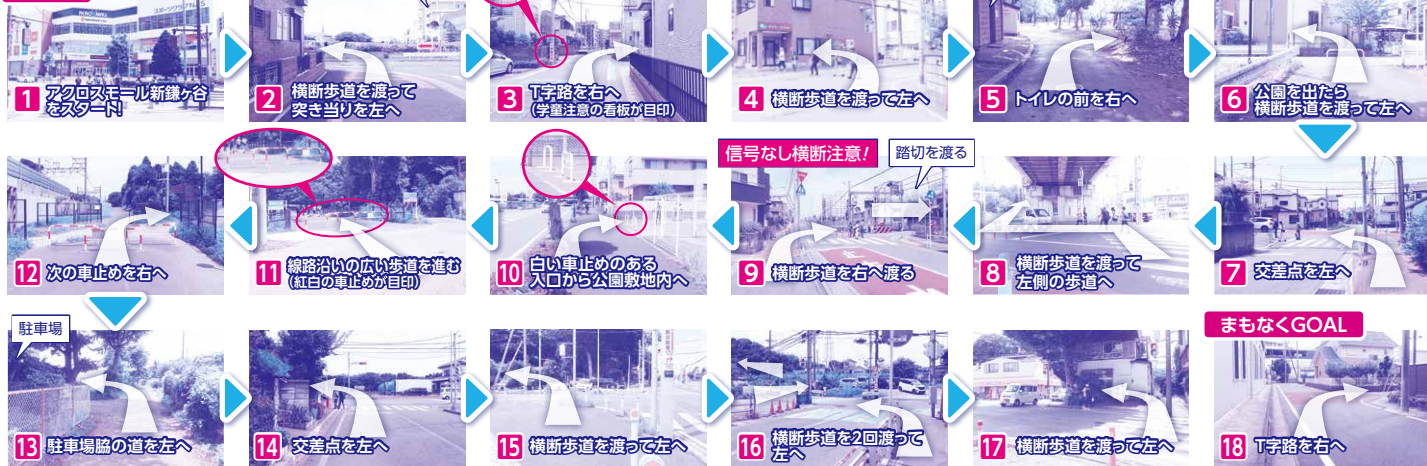 1 アクロスモール新鎌ヶ谷
をスタート!
2 横断歩道を渡って
突き当りを左へ
3 T字路を右へ
(学童注意の看板が目印)
4 横断歩道を渡って左へ
5 トイレの前を右へ
6 公園を出たら
横断歩道を渡って左へ
7 交差点を左へ
8 横断歩道を渡って
左側の歩道へ
信号なし横断注意!
踏切を渡る
9 横断歩道を右へ渡る
10 白い車止めのある
入口から公園敷地内へ
11 線路沿いの広い歩道を進む
(紅白の車止めが目印)
12 次の車止めを右へ
駐車場
13 駐車場脇の道を左へ
14 交差点を左へ
15 横断歩道を渡って左へ
16 横断歩道を2回渡って
左へ
17 横断歩道を渡って左へ
まもなくGOAL
18 T字路を右へ